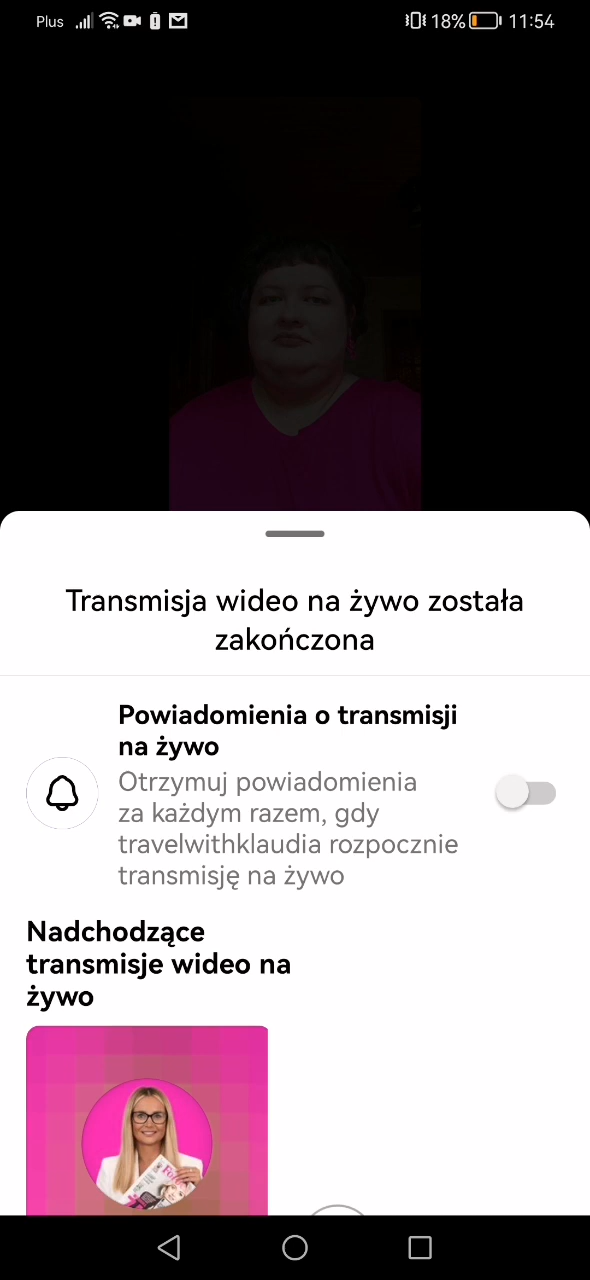 Plus 18% 11:54
Transmisja wideo na żywo została
zakończona
Powiadomienia o transmisji
na żywo
Otrzymuj powiadomienia
za każdym razem, gdy
travelwithklaudia rozpocznie
transmisję na żywo
Nadchodzące
transmisje wideo na
żywo